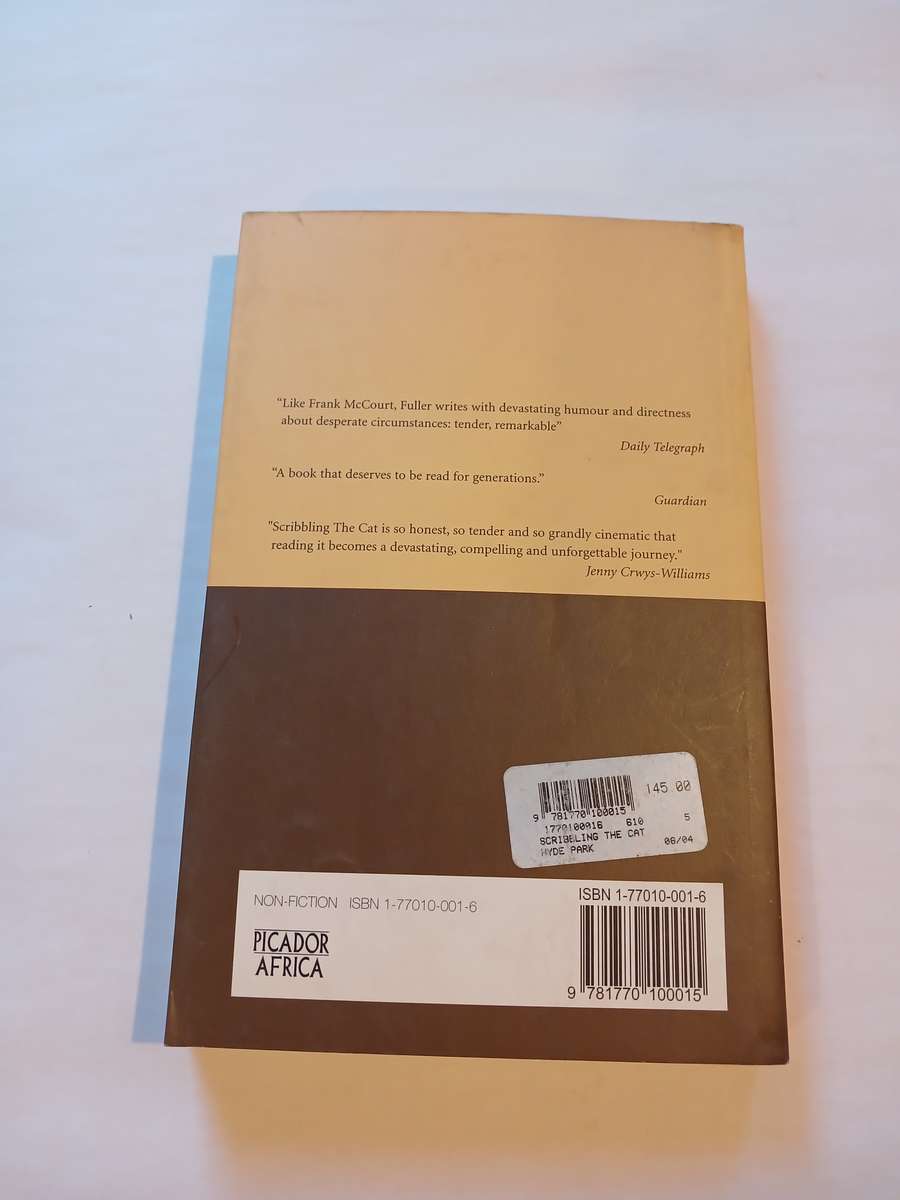 “Like Frank McCourt, Fuller writes with devastating humour and directness
about desperate circumstances: tender, remarkable”
Daily Telegraph
“A book that deserves to be read for generations.”
Guardian
"Scribbling The Cat is so honest, so tender and so grandly cinematic that
reading it becomes a devastating, compelling and unforgettable journey."
Jenny Crwys-Williams
145.00
9 781770 100015
1770100016 610 5
SCRIBBLING THE CAT
HYDE PARK 08/04
NON-FICTION ISBN 1-77010-001-6
PICADOR
AFRICA
ISBN 1-77010-001-6
9 781770 100015